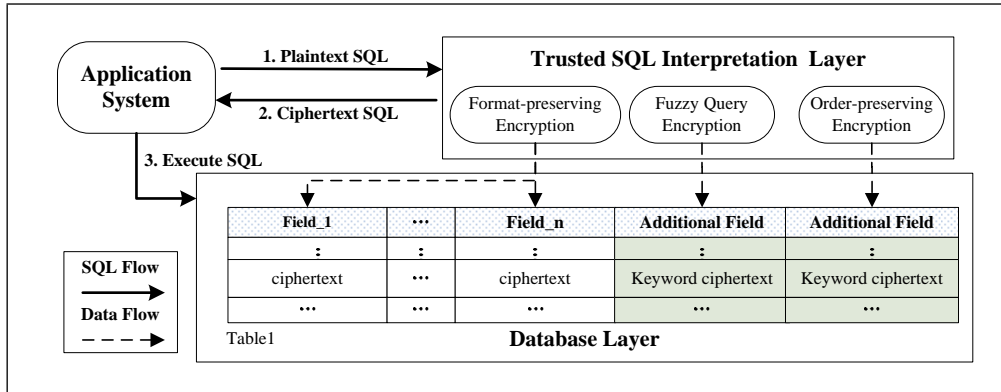 Application
System
1. Plaintext SQL
2. Ciphertext SQL
3. Execute SQL
Trusted SQL Interpretation Layer
Format-preserving
Encryption
Fuzzy Query
Encryption
Order-preserving
Encryption
Field_1 ... Field_n Additional Field Additional Field
: : : : :
ciphertext ... ciphertext Keyword ciphertext Keyword ciphertext
... ... ... ... ...
Table1
Database Layer
SQL Flow
Data Flow